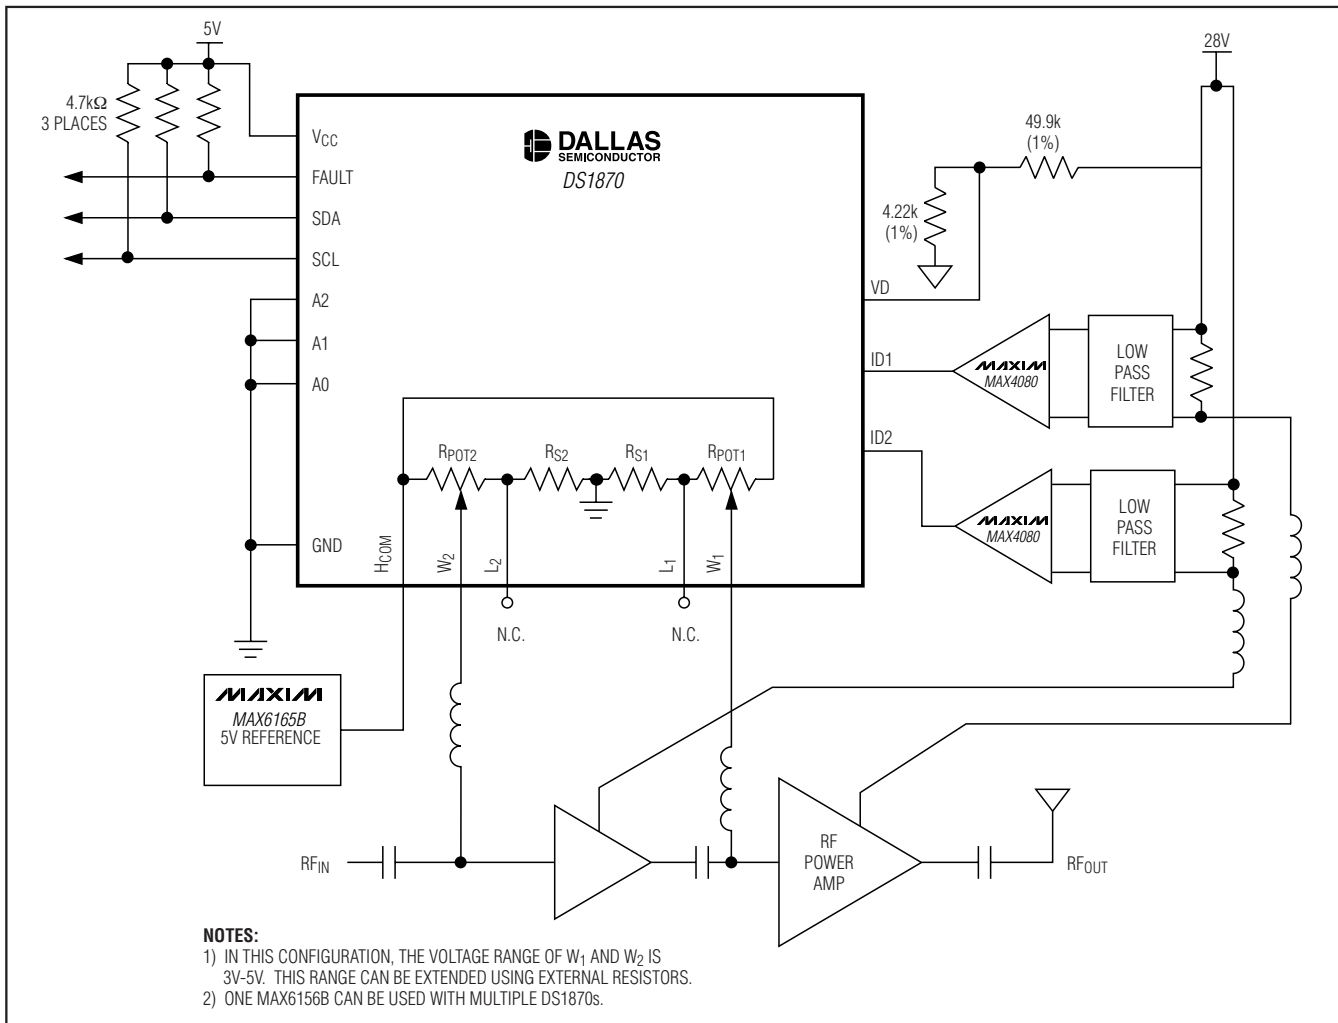 5V
28V
4.7kΩ
3 PLACES
49.9k
(1%)
VCC
DALLAS
SEMICONDUCTOR
DS1870
FAULT
SDA
SCL
4.22k
(1%)
A2
VD
A1
A0
ID1
MAXIM
MAX4080
LOW
PASS
FILTER
ID2
RPOT2
RS2
RS1
RPOT1
MAXIM
MAX4080
LOW
PASS
FILTER
GND
HCOM
W2
L2
L1
W1
N.C.
N.C.
MAXIM
MAX6165B
5V REFERENCE
RFIN
RF
POWER
AMP
RFOUT
NOTES:
1) IN THIS CONFIGURATION, THE VOLTAGE RANGE OF W1 AND W2 IS
3V-5V. THIS RANGE CAN BE EXTENDED USING EXTERNAL RESISTORS.
2) ONE MAX6156B CAN BE USED WITH MULTIPLE DS1870s.